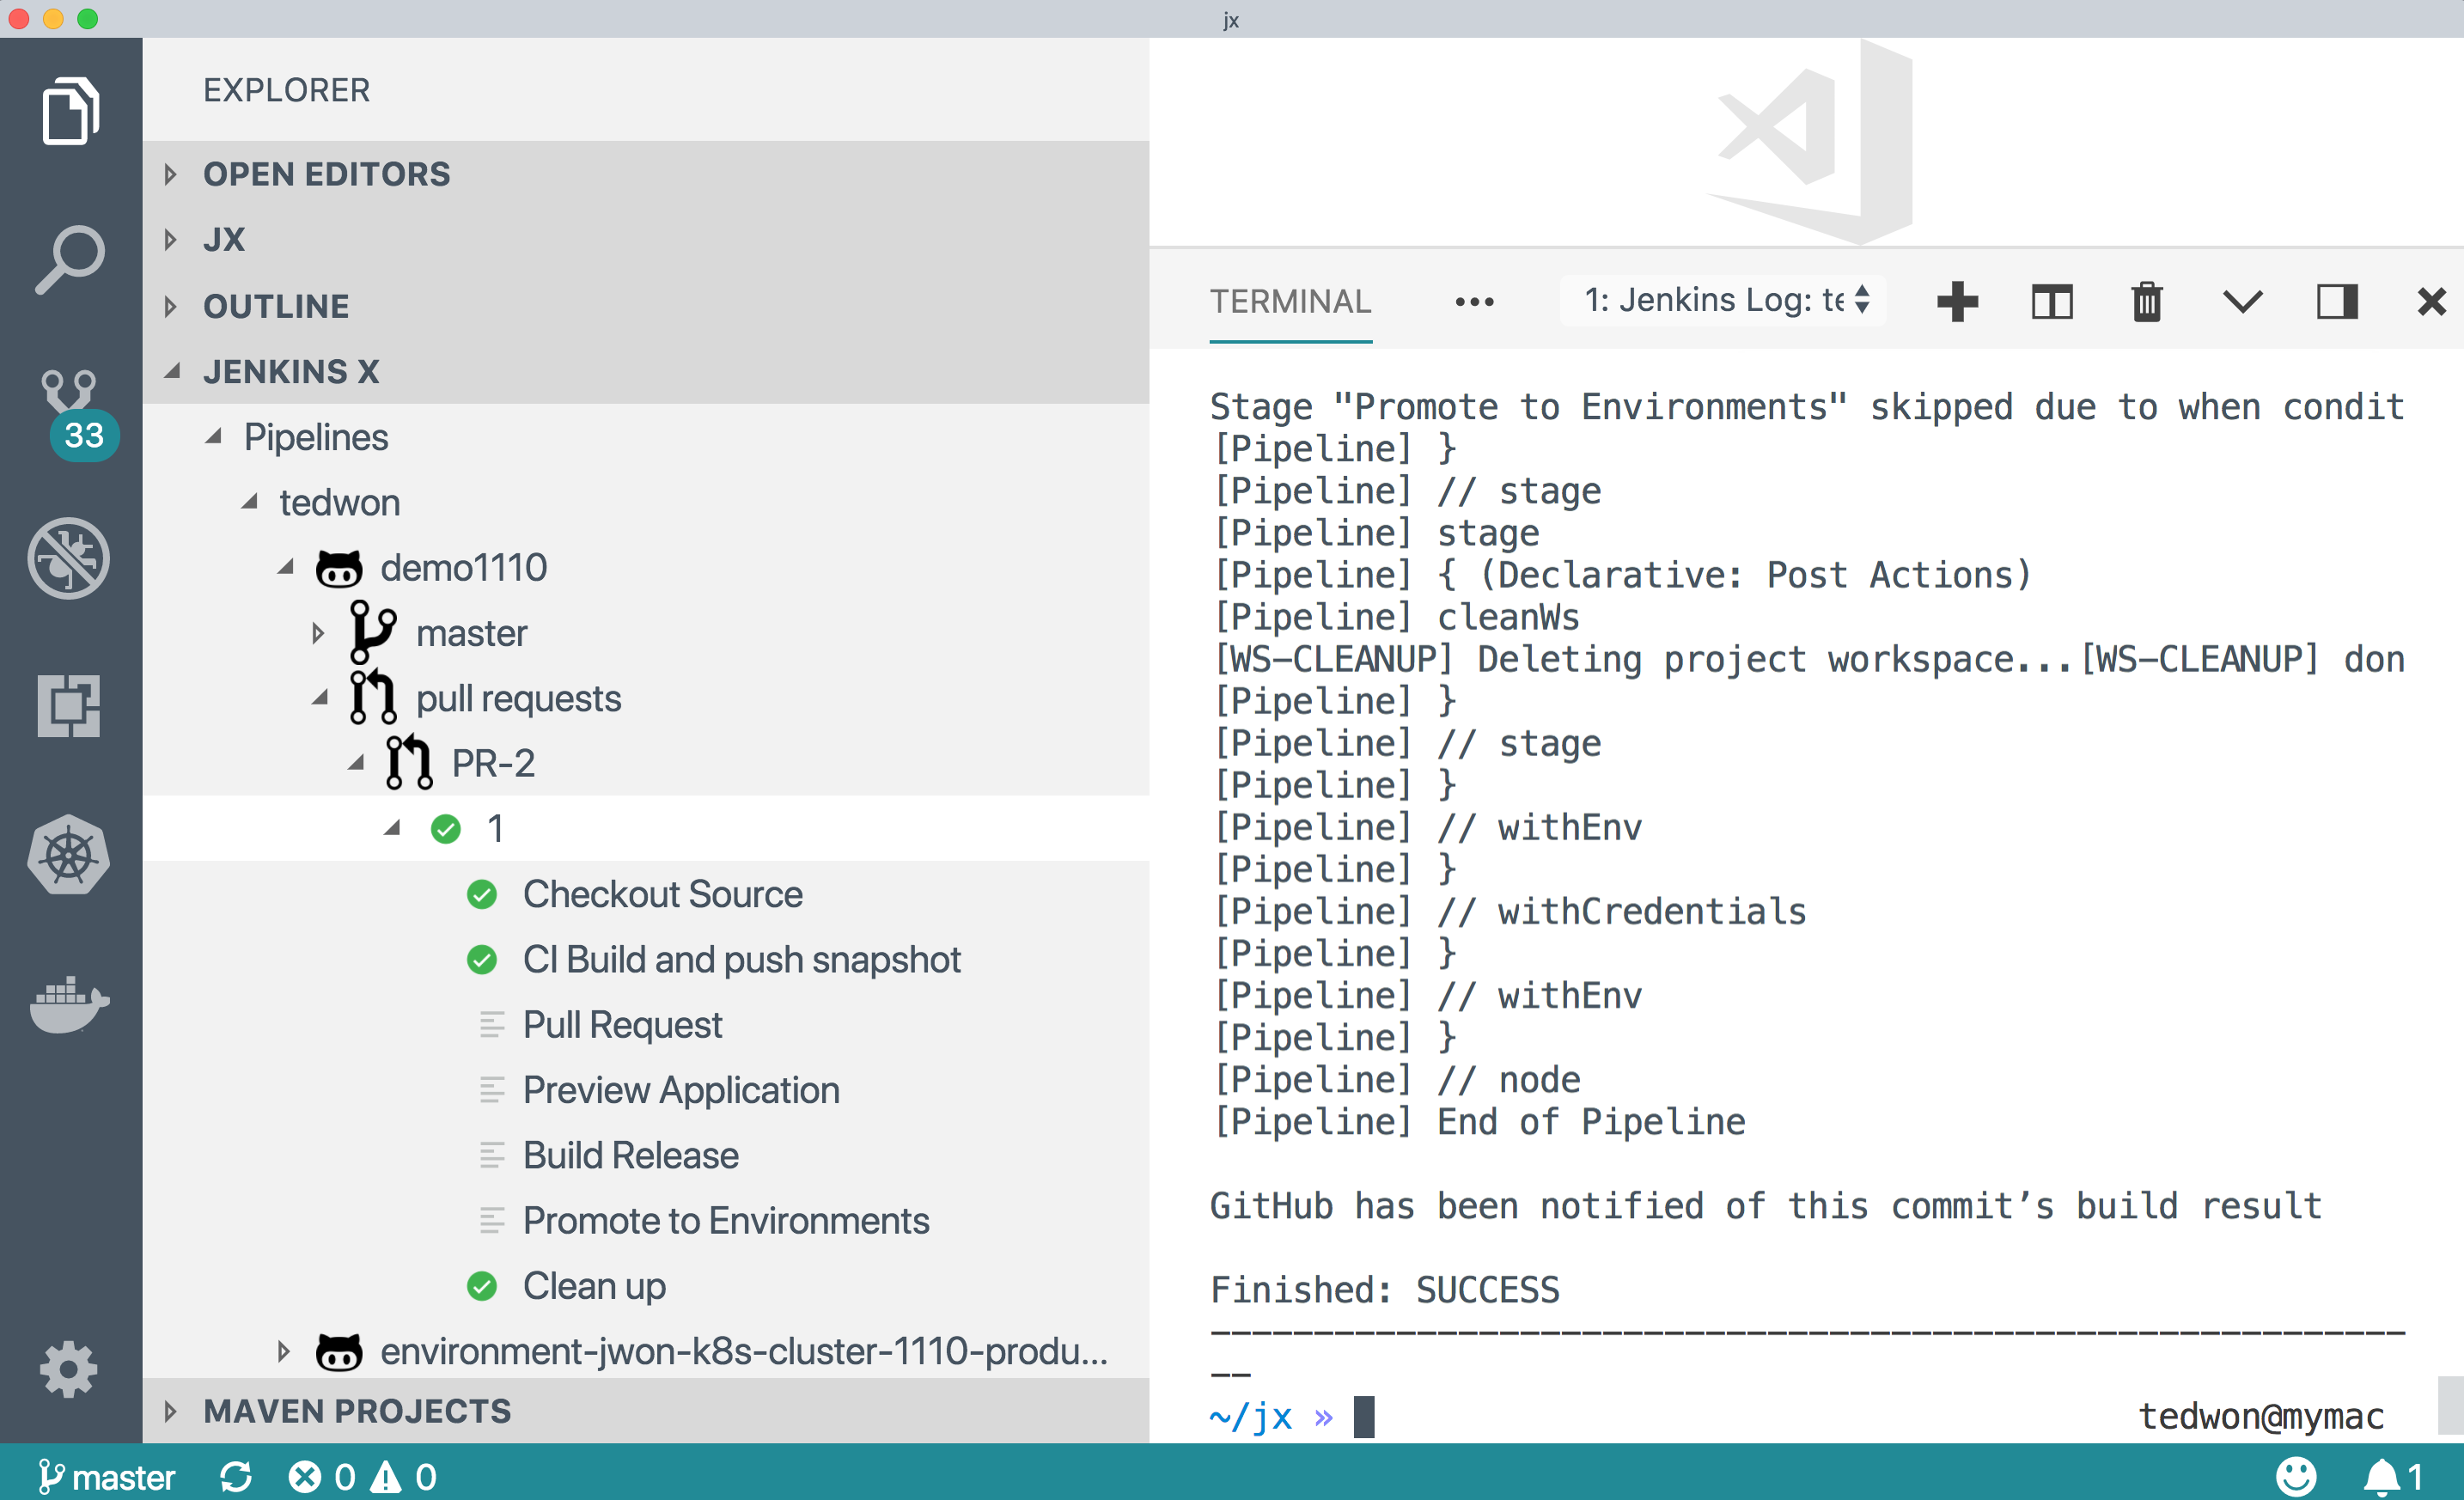 jx
EXPLORER
OPEN EDITORS
JX
OUTLINE
JENKINS X
33
Pipelines
tedwon
demo1110
master
pull requests
PR-2
1
Checkout Source
CI Build and push snapshot
Pull Request
Preview Application
Build Release
Promote to Environments
Clean up
environment-jwon-k8s-cluster-1110-produ...
MAVEN PROJECTS
TERMINAL
1: Jenkins Log: te
Stage "Promote to Environments" skipped due to when condit
[Pipeline] }
[Pipeline] // stage
[Pipeline] stage
[Pipeline] { (Declarative: Post Actions)
[Pipeline] cleanWs
[WS-CLEANUP] Deleting project workspace...[WS-CLEANUP] don
[Pipeline] }
[Pipeline] // stage
[Pipeline] }
[Pipeline] // withEnv
[Pipeline] }
[Pipeline] // withCredentials
[Pipeline] }
[Pipeline] // withEnv
[Pipeline] }
[Pipeline] // node
[Pipeline] End of Pipeline
GitHub has been notified of this commit’s build result
Finished: SUCCESS
----------------------------------------------------------
--
~/jx » tedwon@mymac
master 0 0 1